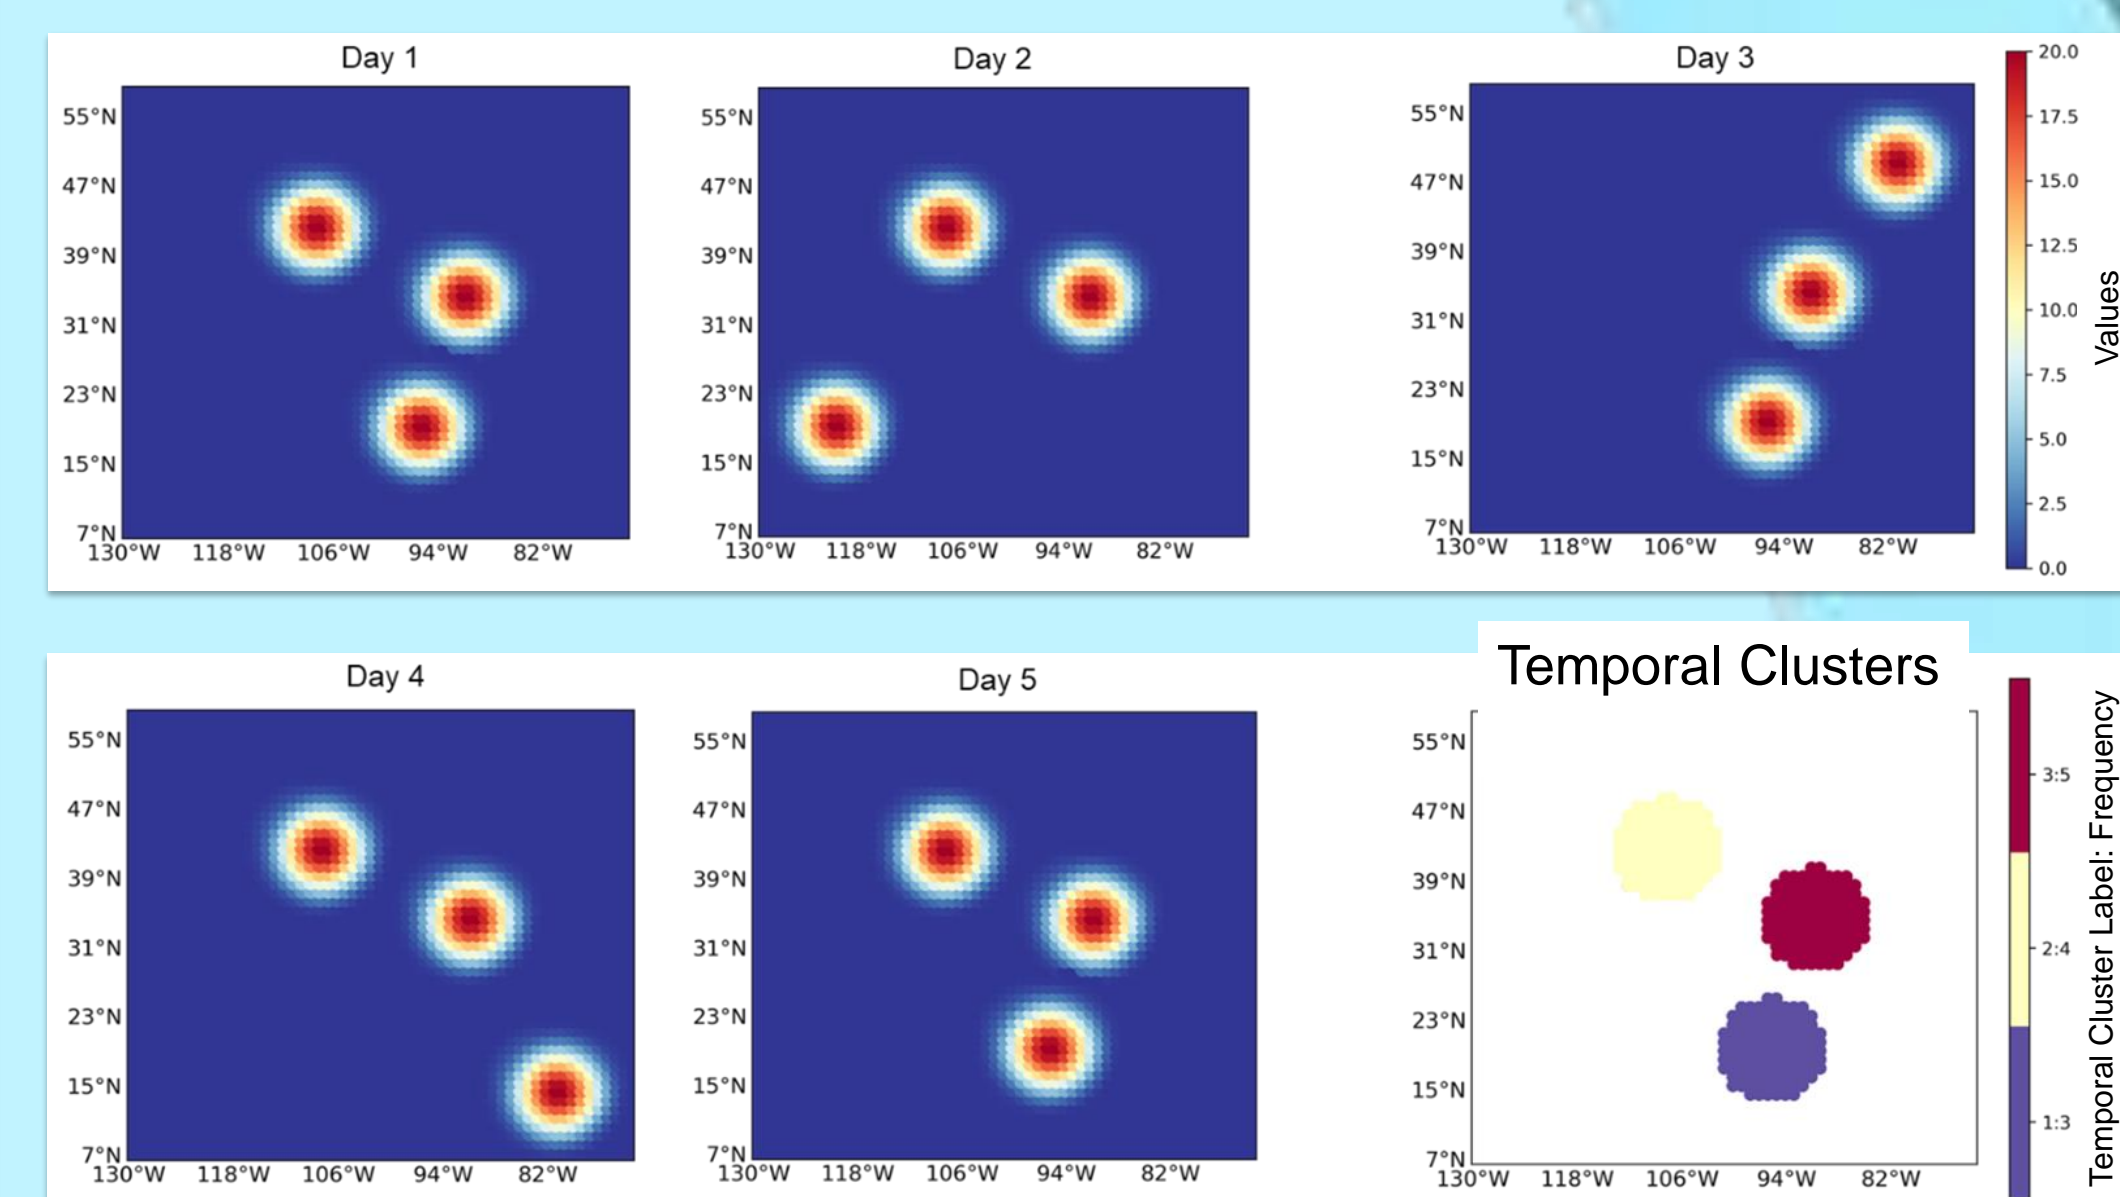 Day 1
Day 2
Day 3
55°N
47°N
39°N
31°N
23°N
15°N
7°N
130°W 118°W 106°W 94°W 82°W
55°N
47°N
39°N
31°N
23°N
15°N
7°N
130°W 118°W 106°W 94°W 82°W
55°N
47°N
39°N
31°N
23°N
15°N
7°N
130°W 118°W 106°W 94°W 82°W
20.0
17.5
15.0
12.5
10.0
7.5
5.0
2.5
0.0
Values
Day 4
Day 5
Temporal Clusters
55°N
47°N
39°N
31°N
23°N
15°N
7°N
130°W 118°W 106°W 94°W 82°W
55°N
47°N
39°N
31°N
23°N
15°N
7°N
130°W 118°W 106°W 94°W 82°W
55°N
47°N
39°N
31°N
23°N
15°N
7°N
130°W 118°W 106°W 94°W 82°W
3:5
2:4
1:3
Temporal Cluster Label: Frequency